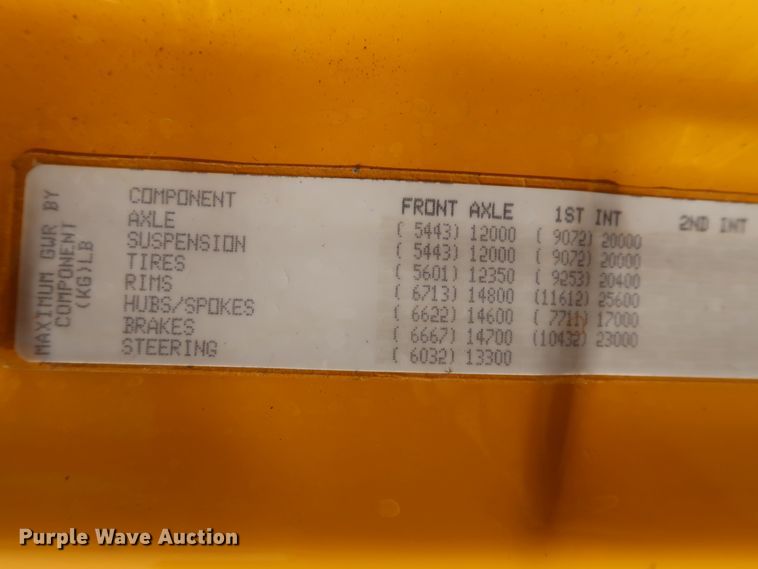 MAXIMUM GWR BY
COMPONENT
(KG)LB
COMPONENT FRONT AXLE 1ST INT 2ND INT
AXLE ( 5443) 12000 ( 9072) 20000
SUSPENSION ( 5443) 12000 ( 9072) 20000
TIRES ( 5601) 12350 ( 9253) 20400
RIMS ( 6713) 14800 (11612) 25600
HUBS/SPOKES ( 6622) 14600 ( 7711) 17000
BRAKES ( 6667) 14700 (10432) 23000
STEERING ( 6032) 13300
Purple Wave Auction